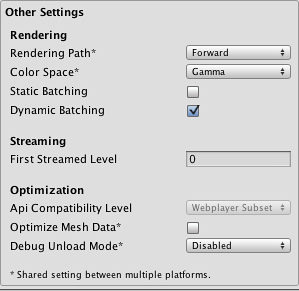 Other Settings
Rendering
Rendering Path* Forward
Color Space* Gamma
Static Batching
Dynamic Batching
Streaming
First Streamed Level 0
Optimization
Api Compatibility Level Webplayer Subset
Optimize Mesh Data*
Debug Unload Mode* Disabled
* Shared setting between multiple platforms.